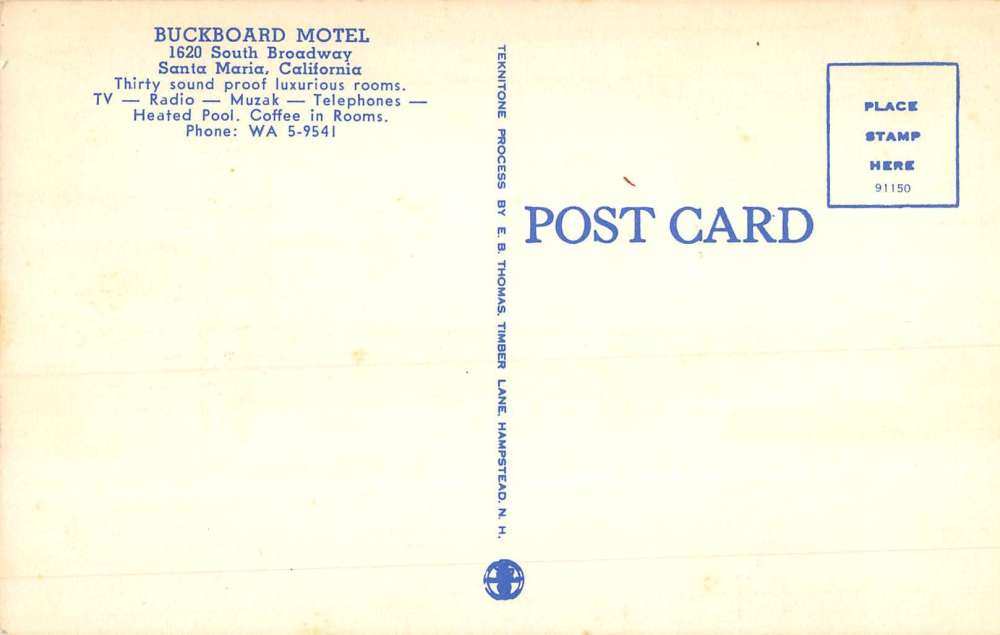 BUCKBOARD MOTEL
1620 South Broadway
Santa Maria, California
Thirty sound proof luxurious rooms.
TV — Radio — Muzak — Telephones —
Heated Pool. Coffee in Rooms.
Phone: WA 5-9541
TEKNITONE PROCESS BY E. B. THOMAS, TIMBER LANE, HAMPSTEAD, N. H.
POST CARD
PLACE
STAMP
HERE
91150